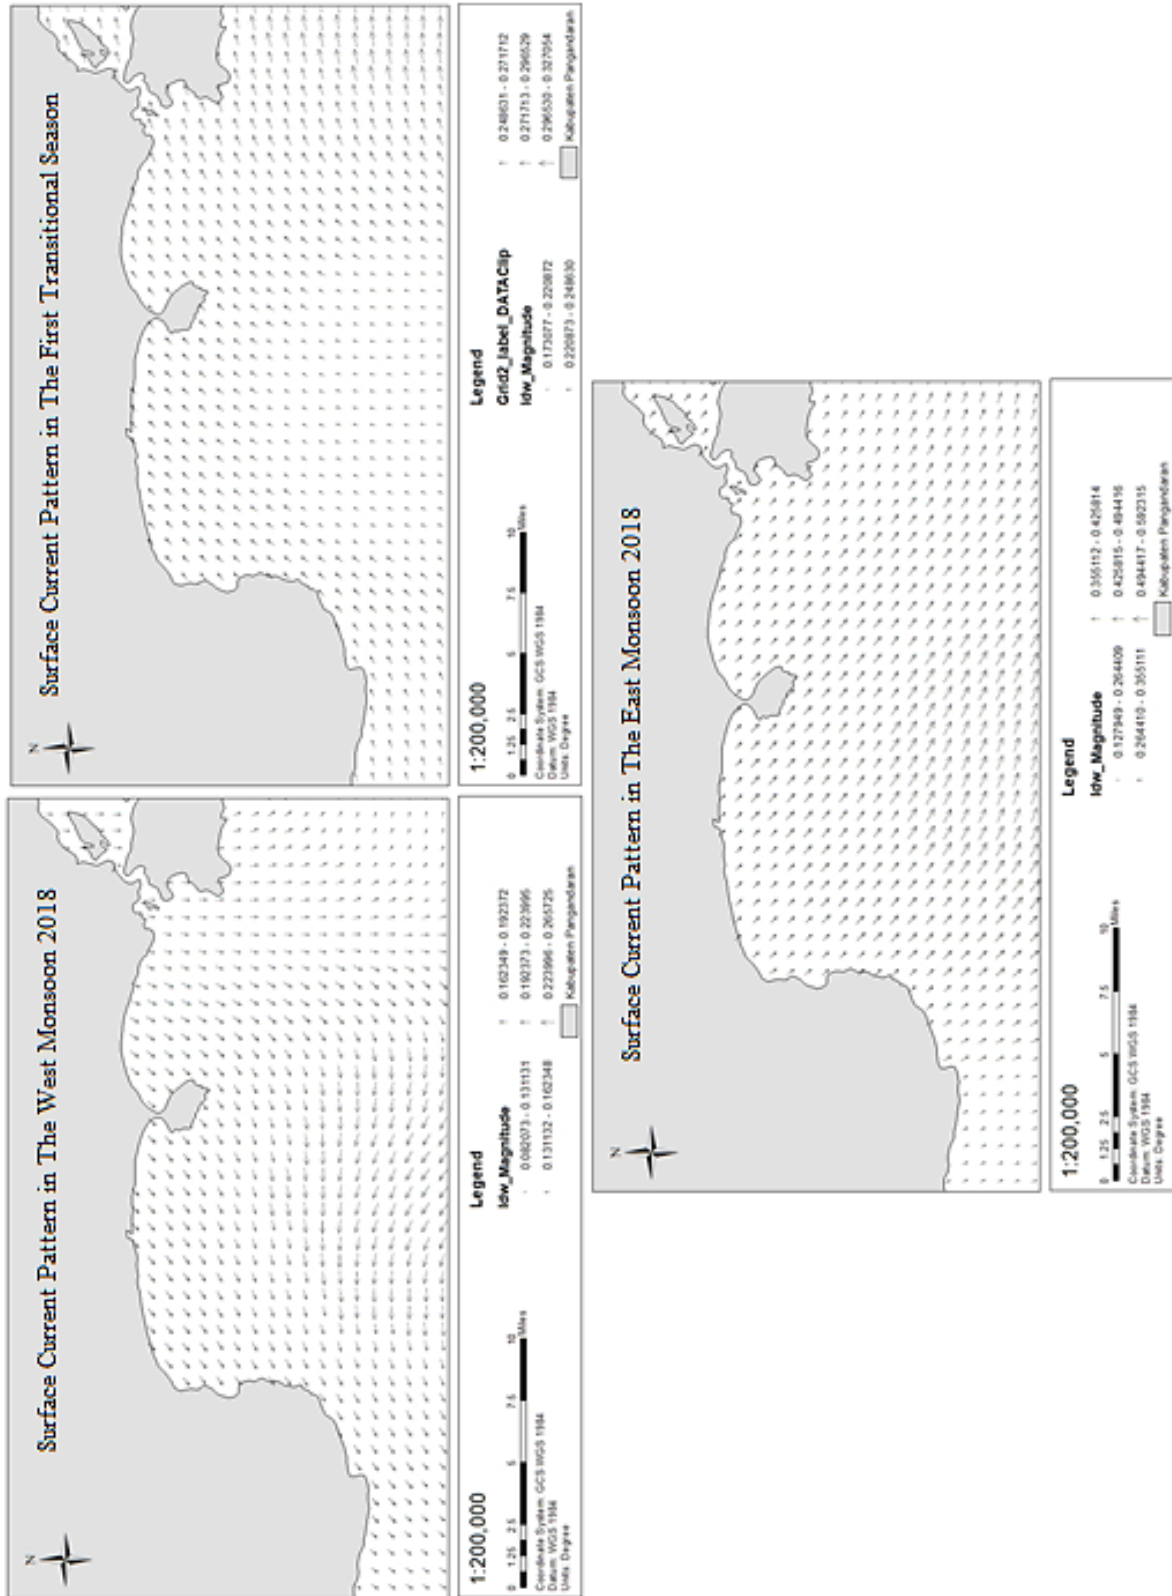 Surface Current Pattern in The West Monsoon 2018
N
1:200,000
0 1.25 2.5 5 7.5 10
Miles
Coordinate System: GCS WGS 1984
Datum: WGS 1984
Units: Degree
Legend
Idw_Magnitude
0.082073 - 0.131131
0.131132 - 0.162348
0.162349 - 0.192372
0.192373 - 0.223995
0.223996 - 0.265725
Kabupaten Pangandaran
Surface Current Pattern in The First Transitional Season
N
1:200,000
0 1.25 2.5 5 7.5 10
Miles
Coordinate System: GCS WGS 1984
Datum: WGS 1984
Units: Degree
Legend
Grid2_label_DATAClip
Idw_Magnitude
0.173077 - 0.220872
0.220873 - 0.248630
0.248631 - 0.271712
0.271713 - 0.296529
0.296530 - 0.327054
Kabupaten Pangandaran
Surface Current Pattern in The East Monsoon 2018
N
1:200,000
0 1.25 2.5 5 7.5 10
Miles
Coordinate System: GCS WGS 1984
Datum: WGS 1984
Units: Degree
Legend
Idw_Magnitude
0.127949 - 0.264409
0.264410 - 0.355111
0.355112 - 0.425814
0.425815 - 0.494416
0.494417 - 0.592315
Kabupaten Pangandaran